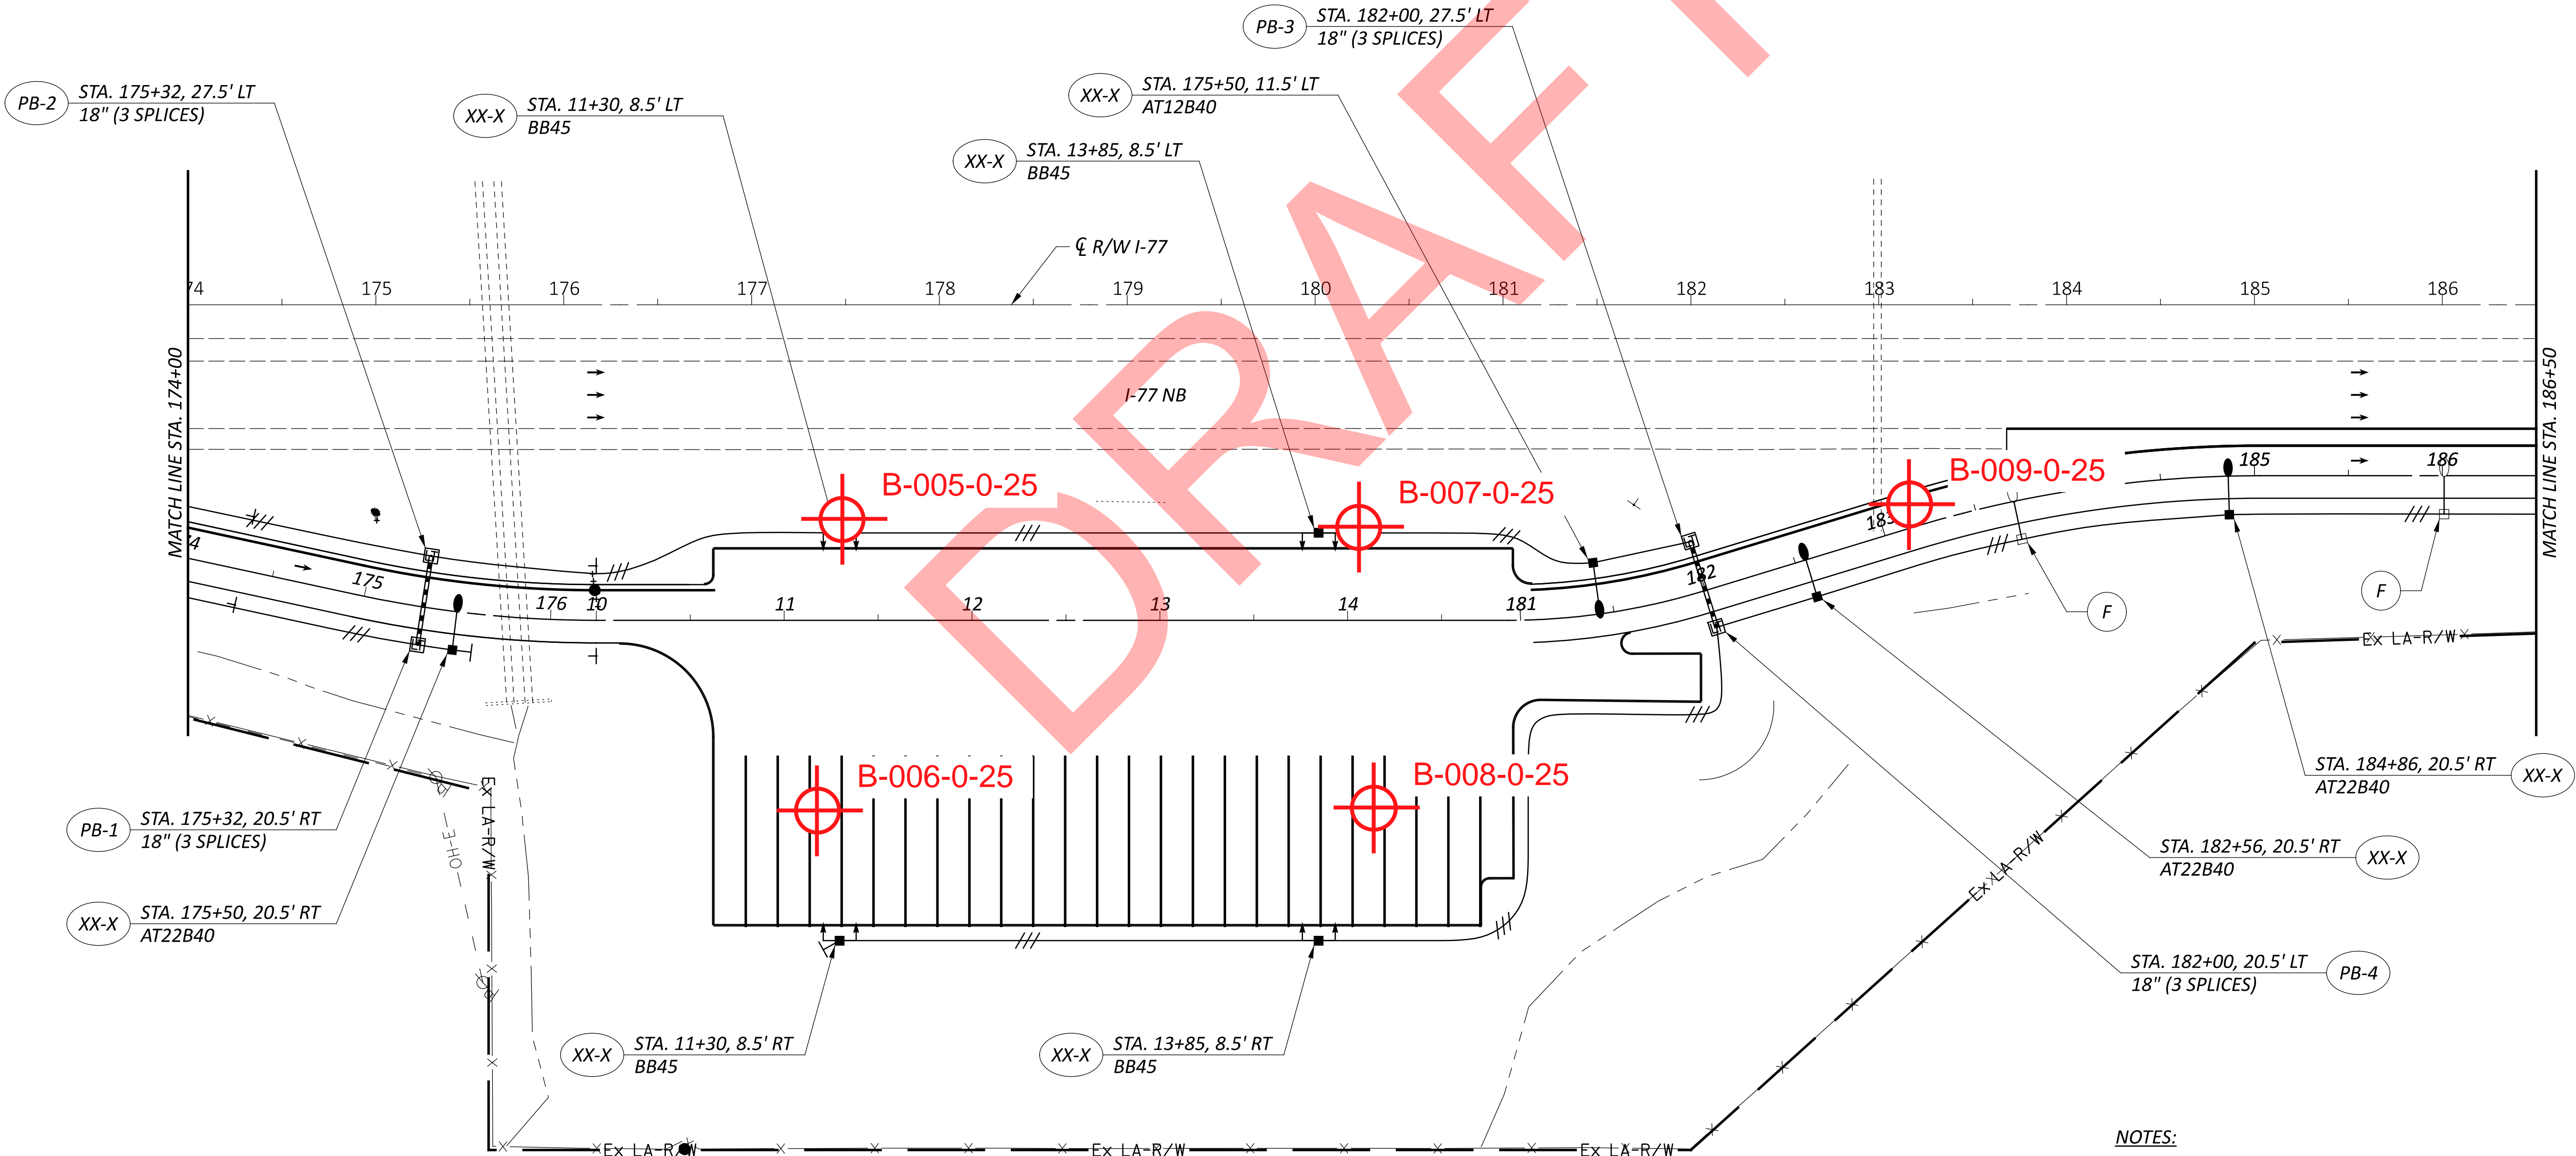 PB-3
STA. 182+00, 27.5' LT
18" (3 SPLICES)
PB-2
STA. 175+32, 27.5' LT
18" (3 SPLICES)
XX-X
STA. 11+30, 8.5' LT
BB45
XX-X
STA. 175+50, 11.5' LT
AT12B40
XX-X
STA. 13+85, 8.5' LT
BB45
DRAFT
℄ R/W I-77
74 175 176 177 178 179 180 181 182 183 184 185 186
MATCH LINE STA. 174+00
I-77 NB
MATCH LINE STA. 186+50
B-005-0-25
B-007-0-25
B-009-0-25
74 175 176 10 11 12 13 14 181 182 183 185 186
F
F
Ex LA-R/W
B-006-0-25
B-008-0-25
Ex LA-R/W
OH-E
STA. 184+86, 20.5' RT
AT22B40
XX-X
PB-1
STA. 175+32, 20.5' RT
18" (3 SPLICES)
STA. 182+56, 20.5' RT
AT22B40
XX-X
Ex LA-R/W
XX-X
STA. 175+50, 20.5' RT
AT22B40
STA. 182+00, 20.5' LT
18" (3 SPLICES)
PB-4
XX-X
STA. 11+30, 8.5' RT
BB45
XX-X
STA. 13+85, 8.5' RT
BB45
NOTES:
Ex LA-R/W
Ex LA-R/W
Ex LA-R/W